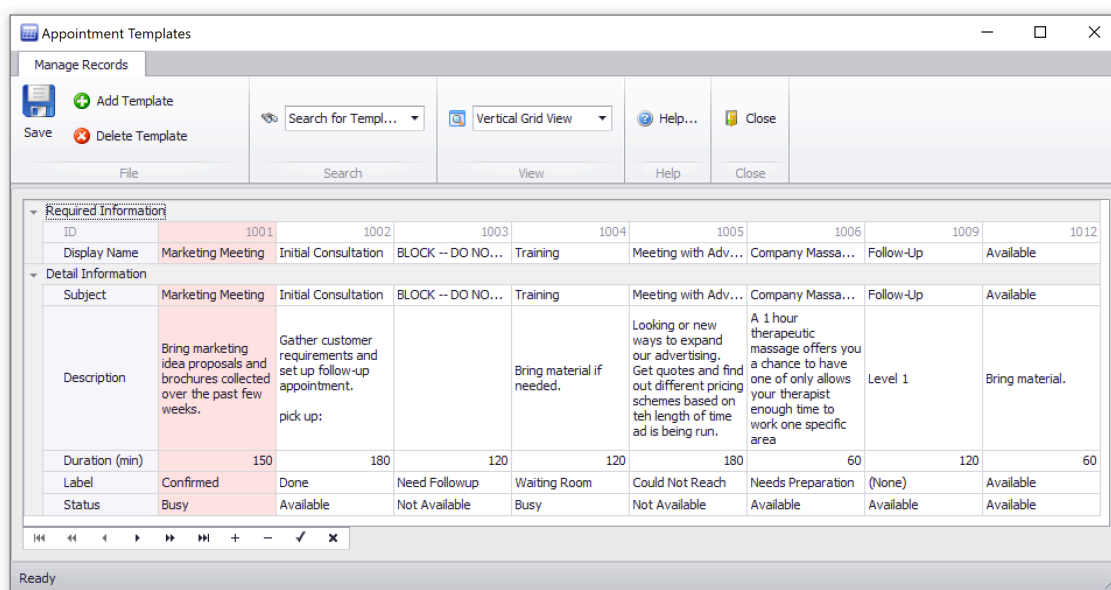 Appointment Templates
Manage Records
Save
Add Template
Delete Template
Search for Templ...
Vertical Grid View
Help...
Close
File
Search
View
Help
Close
Required Information
ID 1001 1002 1003 1004 1005 1006 1009 1012
Display Name Marketing Meeting Initial Consultation BLOCK -- DO NO... Training Meeting with Adv... Company Massa... Follow-Up Available
Detail Information
Subject Marketing Meeting Initial Consultation BLOCK -- DO NO... Training Meeting with Adv... Company Massa... Follow-Up Available
Description
Bring marketing
idea proposals and
brochures collected
over the past few
weeks.
Gather customer
requirements and
set up follow-up
appointment.
pick up:
Bring material if
needed.
Looking or new
ways to expand
our advertising.
Get quotes and find
out different pricing
schemes based on
teh length of time
ad is being run.
A 1 hour
therapeutic
massage offers you
a chance to have
one of only allows
your therapist
enough time to
work one specific
area
Level 1
Bring material.
Duration (min) 150 180 120 120 180 60 120 60
Label Confirmed Done Need Followup Waiting Room Could Not Reach Needs Preparation (None) Available
Status Busy Available Not Available Busy Not Available Available Available Available
Ready